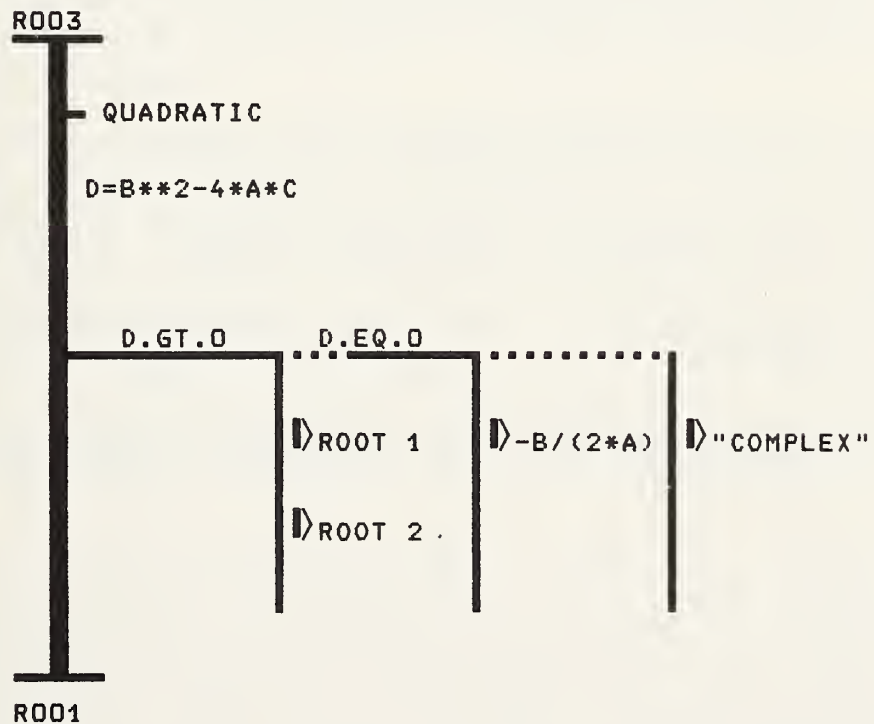 R003
QUADRATIC
D=B**2-4*A*C
D.GT.0 D.EQ.0
ROOT 1 -B/(2*A) "COMPLEX"
ROOT 2
R001